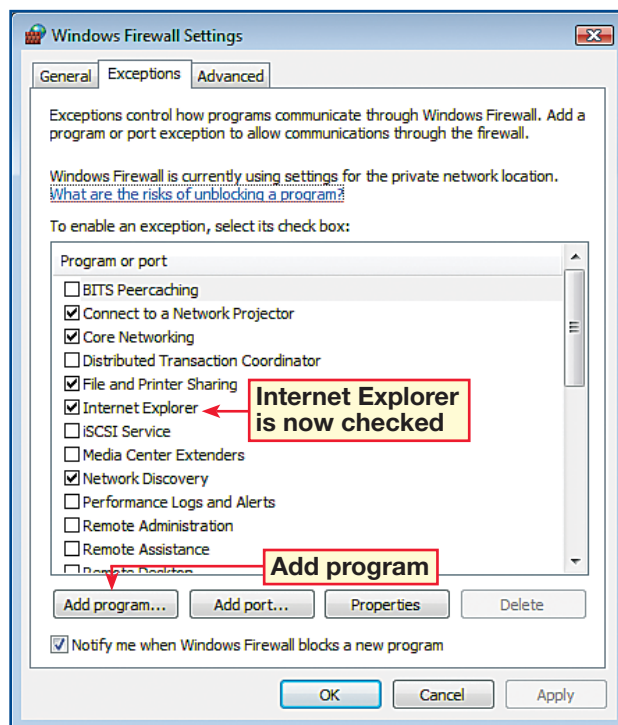 Windows Firewall Settings
General Exceptions Advanced
Exceptions control how programs communicate through Windows Firewall. Add a
program or port exception to allow communications through the firewall.
Windows Firewall is currently using settings for the private network location.
What are the risks of unblocking a program?
To enable an exception, select its check box:
Program or port
BITS Peercaching
Connect to a Network Projector
Core Networking
Distributed Transaction Coordinator
File and Printer Sharing
Internet Explorer
Internet Explorer
is now checked
iSCSI Service
Media Center Extenders
Network Discovery
Performance Logs and Alerts
Remote Administration
Remote Assistance
Remote Desktop
Add program
Add program... Add port... Properties Delete
Notify me when Windows Firewall blocks a new program
OK Cancel Apply